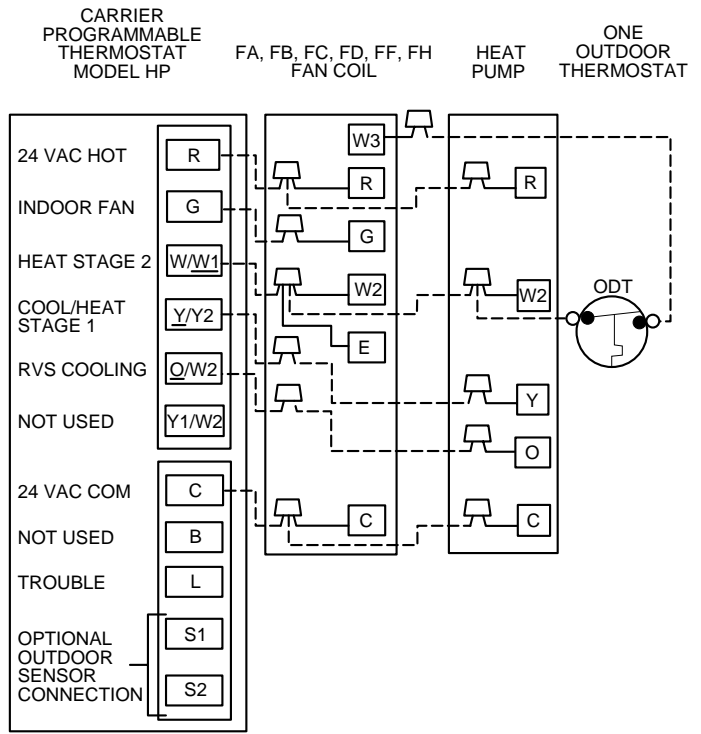 CARRIER
PROGRAMMABLE
THERMOSTAT
MODEL HP
FA, FB, FC, FD, FF, FH
FAN COIL
HEAT
PUMP
ONE
OUTDOOR
THERMOSTAT
24 VAC HOT
R
INDOOR FAN
G
HEAT STAGE 2
W/W1
COOL/HEAT
STAGE 1
Y/Y2
RVS COOLING
O/W2
NOT USED
Y1/W2
24 VAC COM
C
NOT USED
B
TROUBLE
L
OPTIONAL
OUTDOOR
SENSOR
CONNECTION
S1
S2
W3
R
G
W2
E
C
R
W2
Y
O
C
ODT